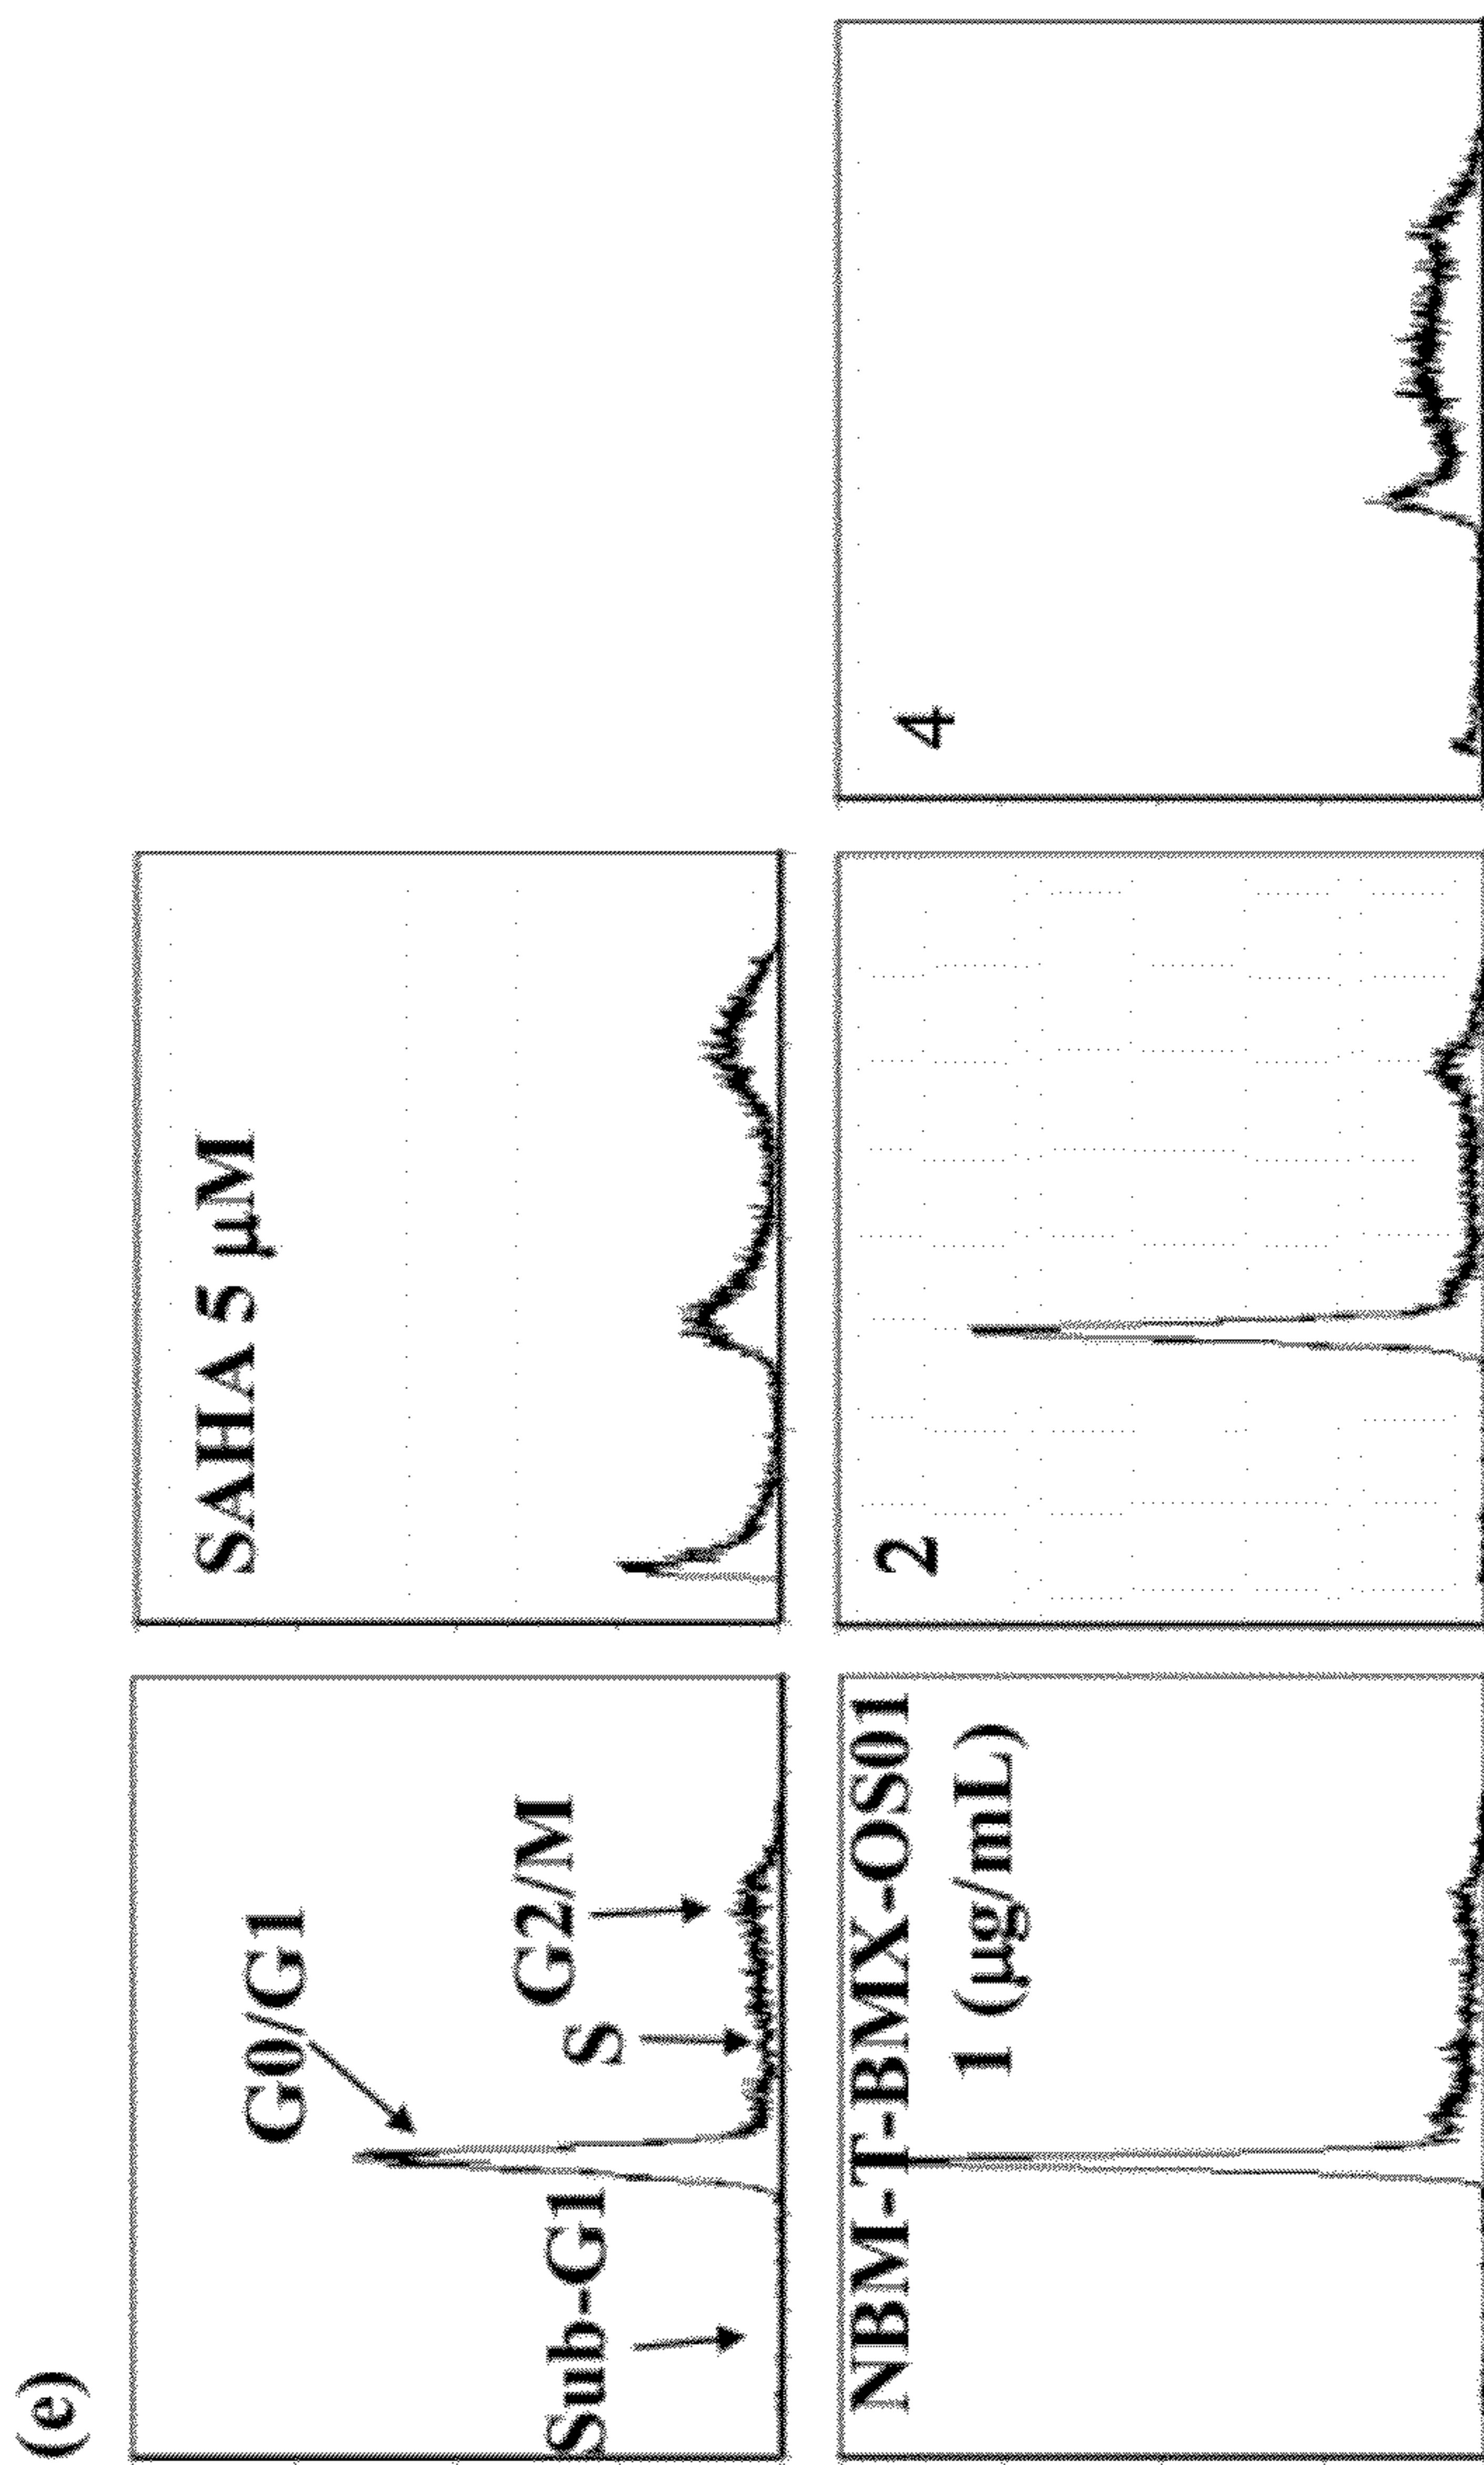 (e)
G0/G1
Sub-G1
S
G2/M
SAHA 5 μM
NBM-T-BMX-OS01
1 (μg/mL)
2
4